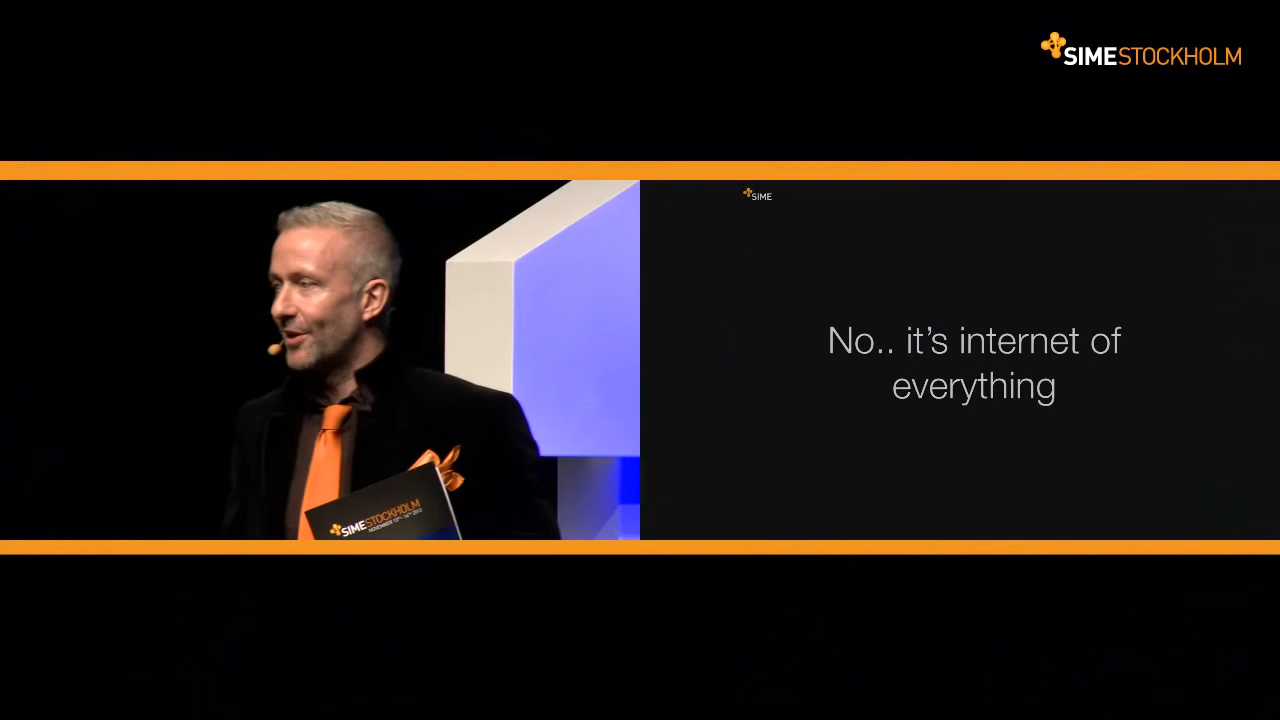 SIMESTOCKHOLM
SIME
No.. it's internet of
everything
SIMESTOCKHOLM